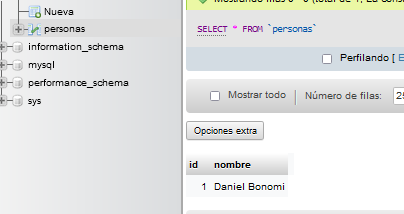 Nueva
personas
information_schema
mysql
performance_schema
sys
SELECT * FROM `personas`
Perfilando [
Mostrar todo
Número de filas:
Opciones extra
id nombre
1 Daniel Bonomi